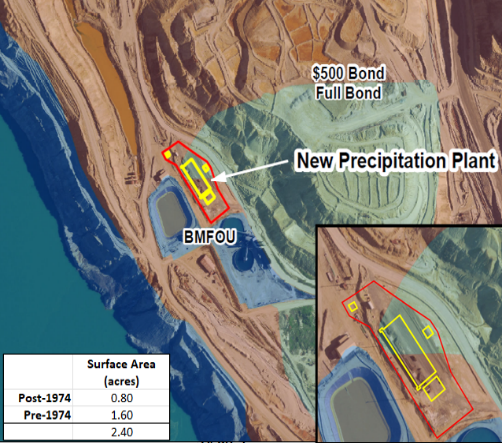 $500 Bond
Full Bond
New Precipitation Plant
BMFOU
Surface Area
(acres)
Post-1974 0.80
Pre-1974 1.60
2.40